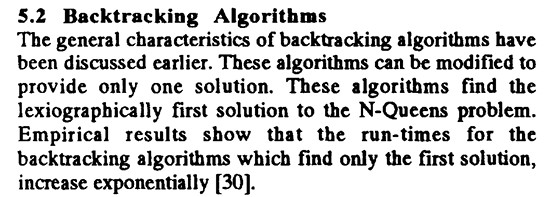 5.2 Backtracking Algorithms
The general characteristics of backtracking algorithms have
been discussed earlier. These algorithms can be modified to
provide only one solution. These algorithms find the
lexiographically first solution to the N-Queens problem.
Empirical results show that the run-times for the
backtracking algorithms which find only the first solution,
increase exponentially [30].